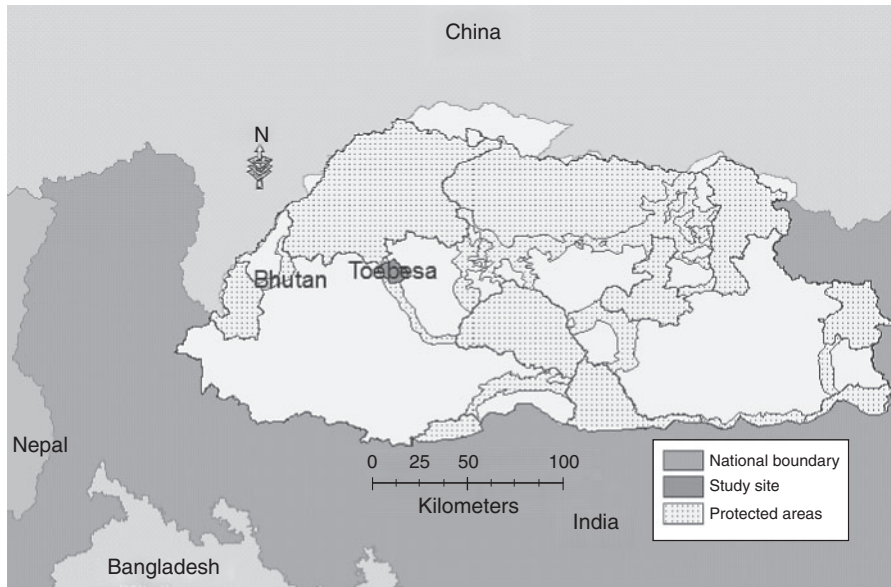 China
N
Bhutan
Toebesa
Nepal
0 25 50 100
Kilometers
India
Bangladesh
National boundary
Study site
Protected areas